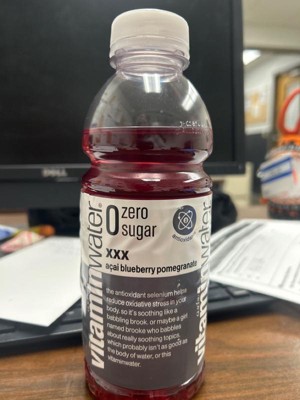 DELL
vitaminwater®
0 zero
sugar
xxx
açai blueberry pomegranate
the antioxidant selenium helps
reduce oxidative stress in your
body, so it's soothing like a
babbling brook. or maybe a girl
named brooke who babbles
about really soothing topics.
which probably isn't as good as
the body of water, or this
vitaminwater.
vitaminwater